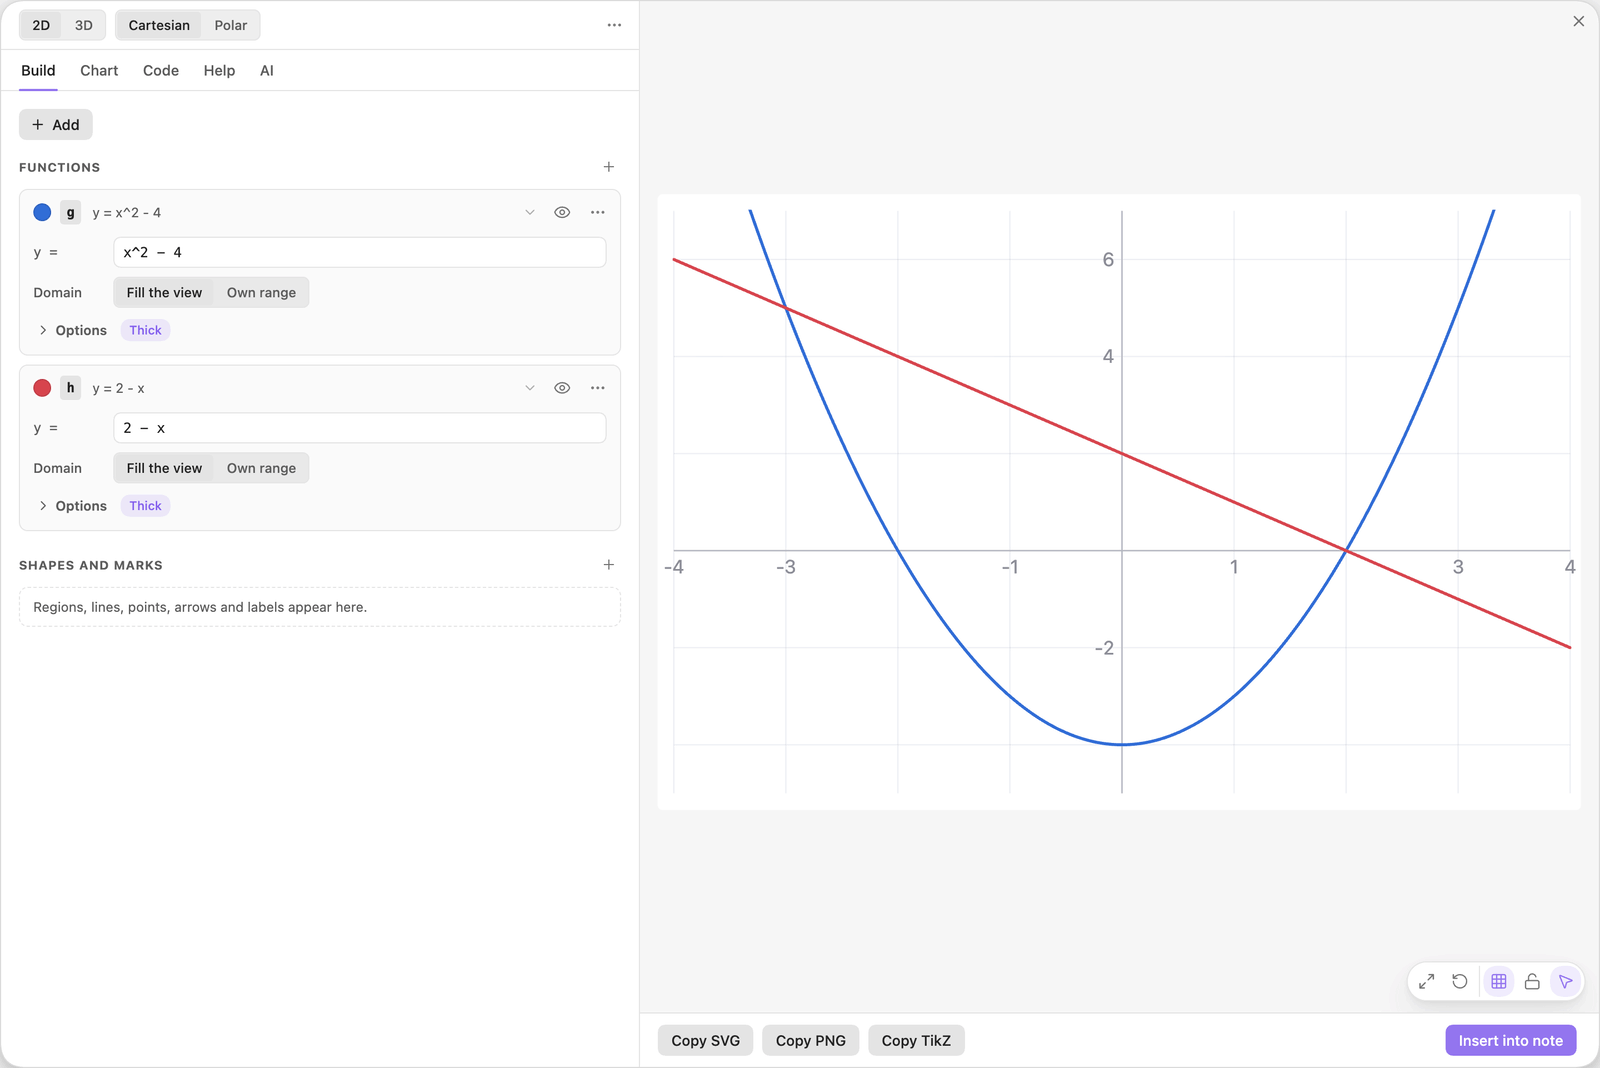 2D 3D Cartesian Polar
Build Chart Code Help AI
+ Add
FUNCTIONS
g y = x^2 - 4
y = x^2 − 4
Domain Fill the view Own range
Options Thick
h y = 2 - x
y = 2 − x
Domain Fill the view Own range
Options Thick
SHAPES AND MARKS
Regions, lines, points, arrows and labels appear here.
6
4
-4 -3 -1 1 3 4
-2
Copy SVG Copy PNG Copy TikZ Insert into note